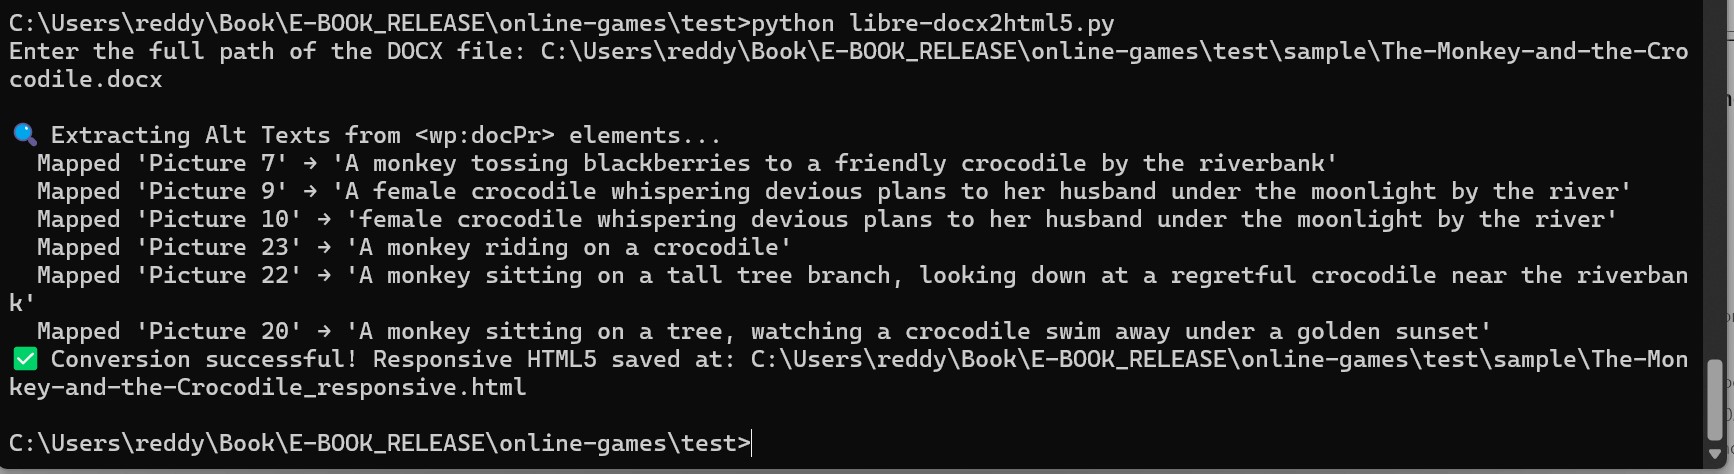 C:\Users\reddy\Book\E-BOOK_RELEASE\online-games\test>python libre-docx2html5.py
Enter the full path of the DOCX file: C:\Users\reddy\Book\E-BOOK_RELEASE\online-games\test\sample\The-Monkey-and-the-Cro
codile.docx
🔍 Extracting Alt Texts from <wp:docPr> elements...
Mapped 'Picture 7' → 'A monkey tossing blackberries to a friendly crocodile by the riverbank'
Mapped 'Picture 9' → 'A female crocodile whispering devious plans to her husband under the moonlight by the river'
Mapped 'Picture 10' → 'female crocodile whispering devious plans to her husband under the moonlight by the river'
Mapped 'Picture 23' → 'A monkey riding on a crocodile'
Mapped 'Picture 22' → 'A monkey sitting on a tall tree branch, looking down at a regretful crocodile near the riverban
k'
Mapped 'Picture 20' → 'A monkey sitting on a tree, watching a crocodile swim away under a golden sunset'
✅ Conversion successful! Responsive HTML5 saved at: C:\Users\reddy\Book\E-BOOK_RELEASE\online-games\test\sample\The-Mon
key-and-the-Crocodile_responsive.html
C:\Users\reddy\Book\E-BOOK_RELEASE\online-games\test>